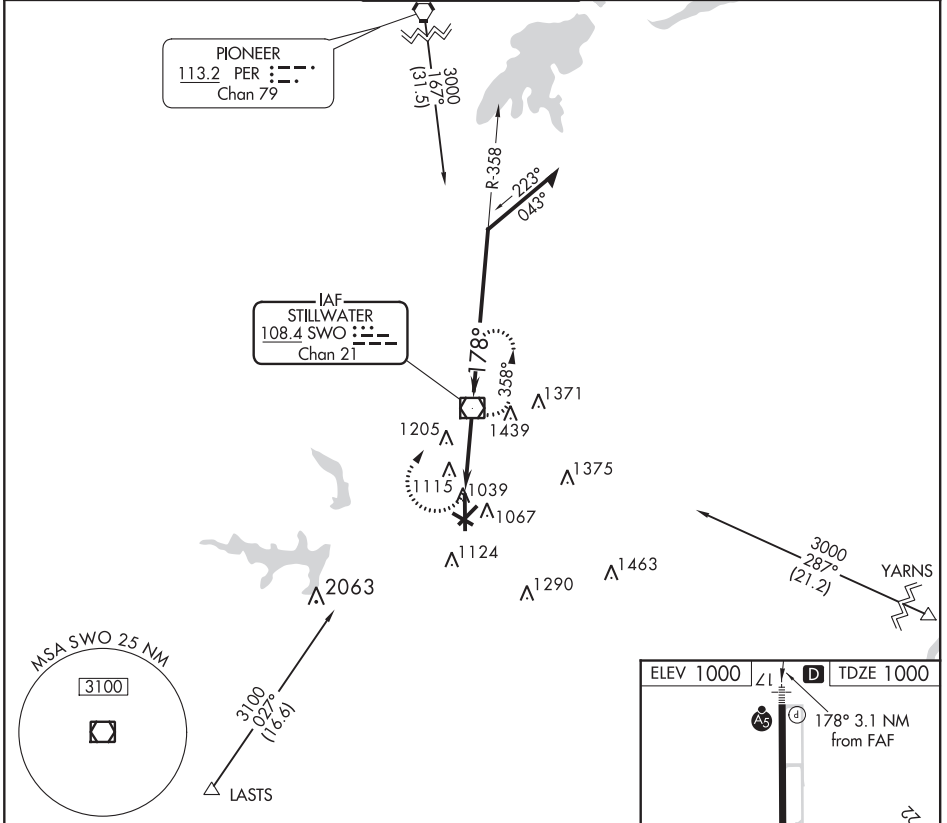 PIONEER
113.2 PER
Chan 79
3000
167°
(31.5)
R-358
223°
043°
IAF
STILLWATER
108.4 SWO
Chan 21
178°
358°
1371
1439
1205
1375
1115
1039
1067
1124
1463
1290
2063
3000
287°
(21.2)
YARNS
MSA SWO 25 NM
3100
3100
027°
(16.6)
LASTS
ELEV 1000
17
D
TDZE 1000
A5
P
178° 3.1 NM
from FAF
22